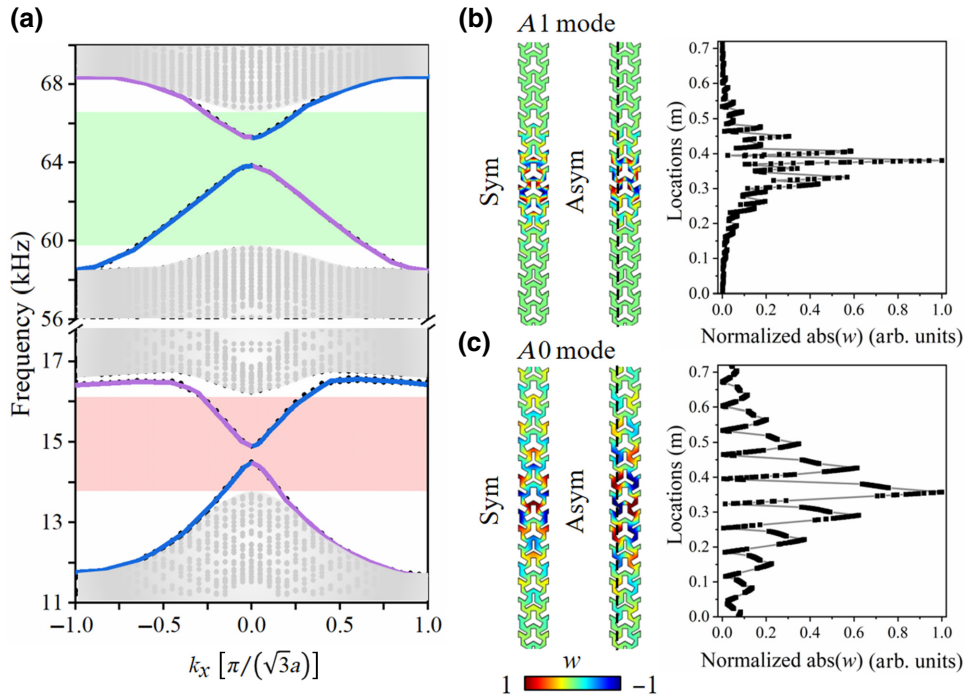 (a)
Frequency (kHz)
68
64
60
56
17
15
13
11
-1.0 -0.5 0.0 0.5 1.0
kₓ [π/(√3a)]
(b)
A1 mode
Sym
Asym
Locations (m)
0.7
0.6
0.5
0.4
0.3
0.2
0.1
0.0
0.0 0.2 0.4 0.6 0.8 1.0
Normalized abs(w) (arb. units)
(c)
A0 mode
Sym
Asym
w
1 -1
Locations (m)
0.7
0.6
0.5
0.4
0.3
0.2
0.1
0.0
0.0 0.2 0.4 0.6 0.8 1.0
Normalized abs(w) (arb. units)